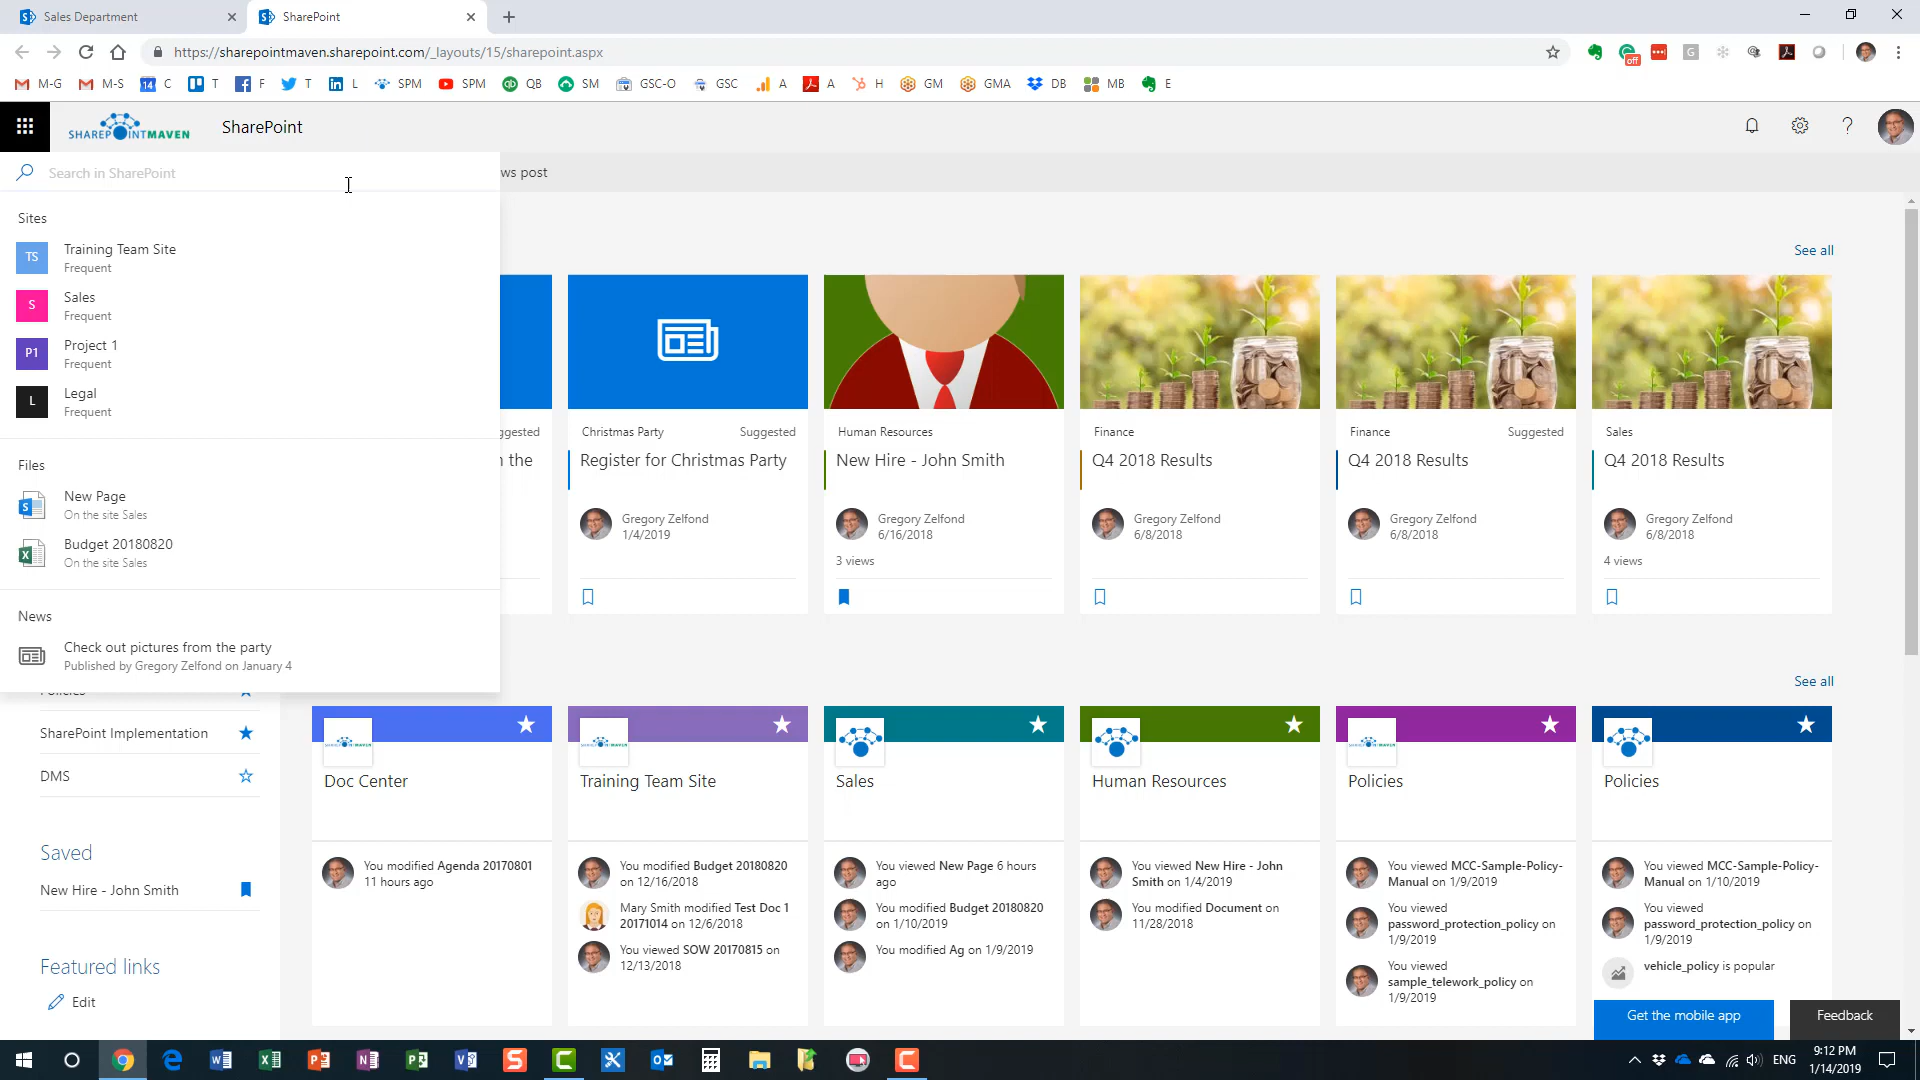 Sales Department
SharePoint
https://sharepointmaven.sharepoint.com/_layouts/15/sharepoint.aspx
off
G
M-G
M-S
14
C
T
F
T
L
SPM
SPM
QB
SM
GSC-O
GSC
A
A
H
GM
GMA
DB
MB
E
SHAREPOINTMAVEN
SharePoint
?
Search in SharePoint
ws post
Sites
TS
Training Team Site
Frequent
S
Sales
Frequent
P1
Project 1
Frequent
L
Legal
Frequent
Files
New Page
On the site Sales
Budget 20180820
On the site Sales
News
Check out pictures from the party
Published by Gregory Zelfond on January 4
See all
ggested
n the
Christmas Party
Suggested
Register for Christmas Party
Gregory Zelfond
1/4/2019
Human Resources
New Hire - John Smith
Gregory Zelfond
6/16/2018
3 views
Finance
Q4 2018 Results
Gregory Zelfond
6/8/2018
Finance
Suggested
Q4 2018 Results
Gregory Zelfond
6/8/2018
Sales
Q4 2018 Results
Gregory Zelfond
6/8/2018
4 views
Policies
SharePoint Implementation
DMS
Saved
New Hire - John Smith
Featured links
Edit
See all
Doc Center
You modified Agenda 20170801
11 hours ago
Training Team Site
You modified Budget 20180820
on 12/16/2018
Mary Smith modified Test Doc 1
20171014 on 12/6/2018
You viewed SOW 20170815 on
12/13/2018
Sales
You viewed New Page 6 hours
ago
You modified Budget 20180820
on 1/10/2019
You modified Ag on 1/9/2019
Human Resources
You viewed New Hire - John
Smith on 1/4/2019
You modified Document on
11/28/2018
Policies
You viewed MCC-Sample-Policy-
Manual on 1/9/2019
You viewed
password_protection_policy on
1/9/2019
You viewed
sample_telework_policy on
1/9/2019
Policies
You viewed MCC-Sample-Policy-
Manual on 1/10/2019
You viewed
password_protection_policy on
1/9/2019
vehicle_policy is popular
Get the mobile app
Feedback
ENG
9:12 PM
1/14/2019